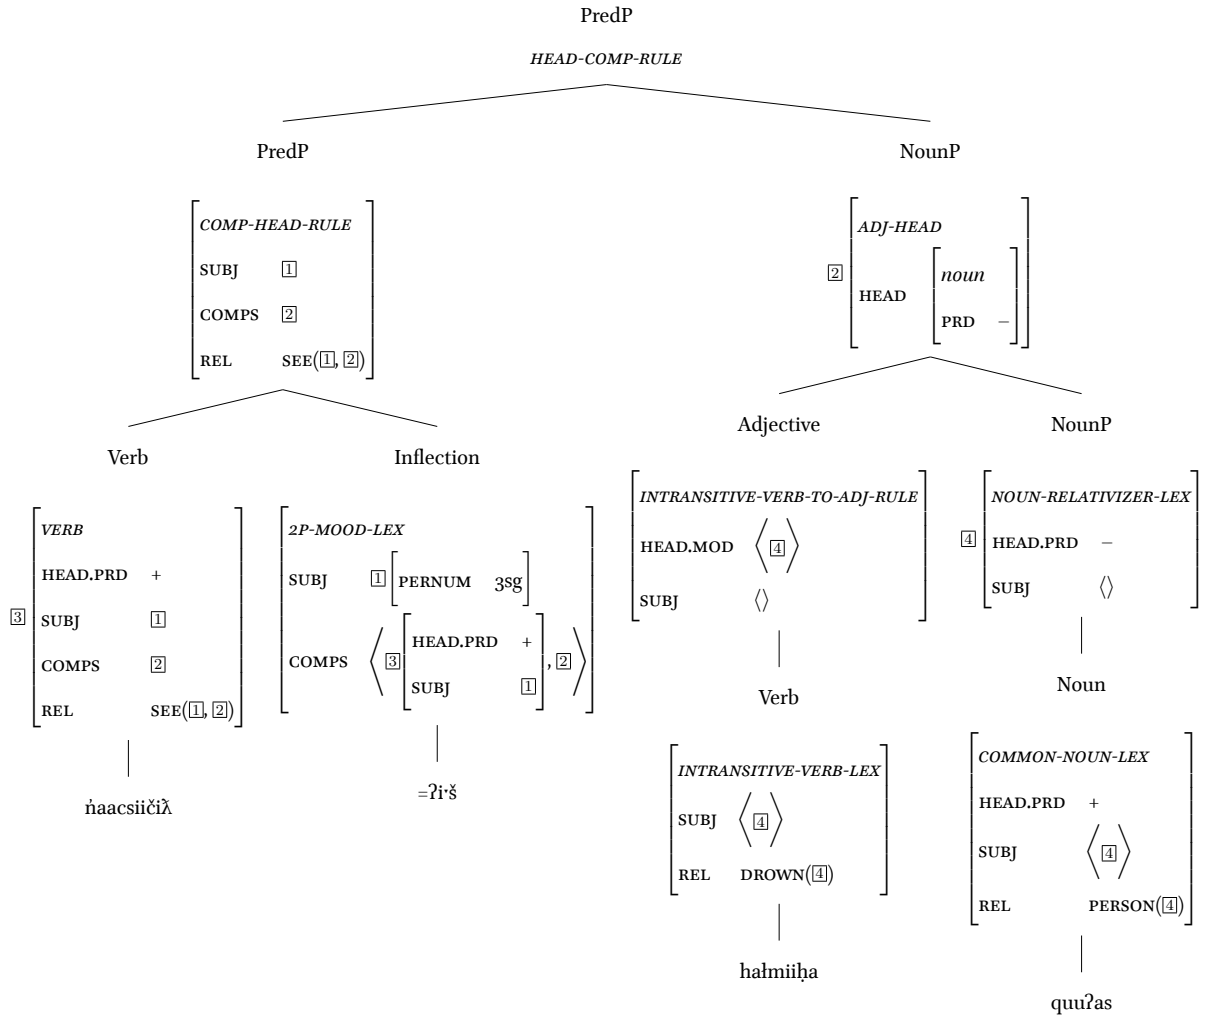 PredP
HEAD-COMP-RULE
PredP
NounP
COMP-HEAD-RULE
SUBJ 1
COMPS 2
REL SEE(1, 2)
2
ADJ-HEAD
HEAD noun
PRD −
Verb
Inflection
3
VERB
HEAD.PRD +
SUBJ 1
COMPS 2
REL SEE(1, 2)
n̓aacsiičiƛ
2P-MOOD-LEX
SUBJ 1 PERNUM 3sg
COMPS ⟨ 3 HEAD.PRD +
SUBJ 1 , 2 ⟩
=ʔi·š
Adjective
NounP
INTRANSITIVE-VERB-TO-ADJ-RULE
HEAD.MOD ⟨4⟩
SUBJ ⟨⟩
Verb
INTRANSITIVE-VERB-LEX
SUBJ ⟨4⟩
REL DROWN(4)
hałmiiḥa
4
NOUN-RELATIVIZER-LEX
HEAD.PRD −
SUBJ ⟨⟩
Noun
COMMON-NOUN-LEX
HEAD.PRD +
SUBJ ⟨4⟩
REL PERSON(4)
quuʔas